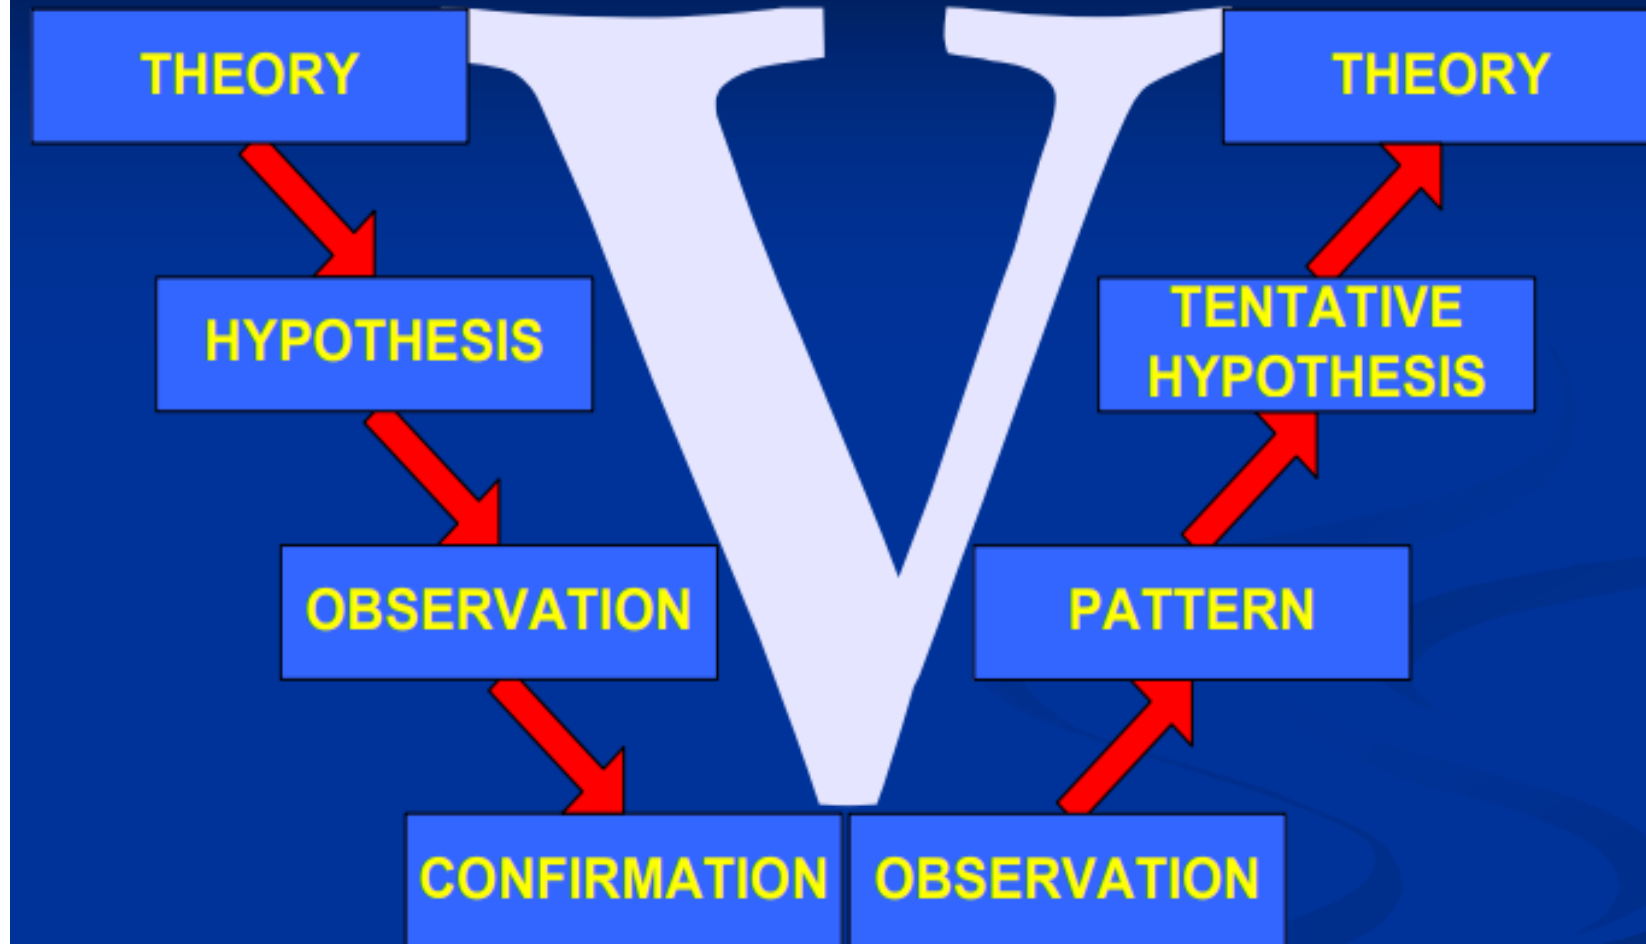 THEORY
HYPOTHESIS
OBSERVATION
CONFIRMATION
V
THEORY
TENTATIVE
HYPOTHESIS
PATTERN
OBSERVATION